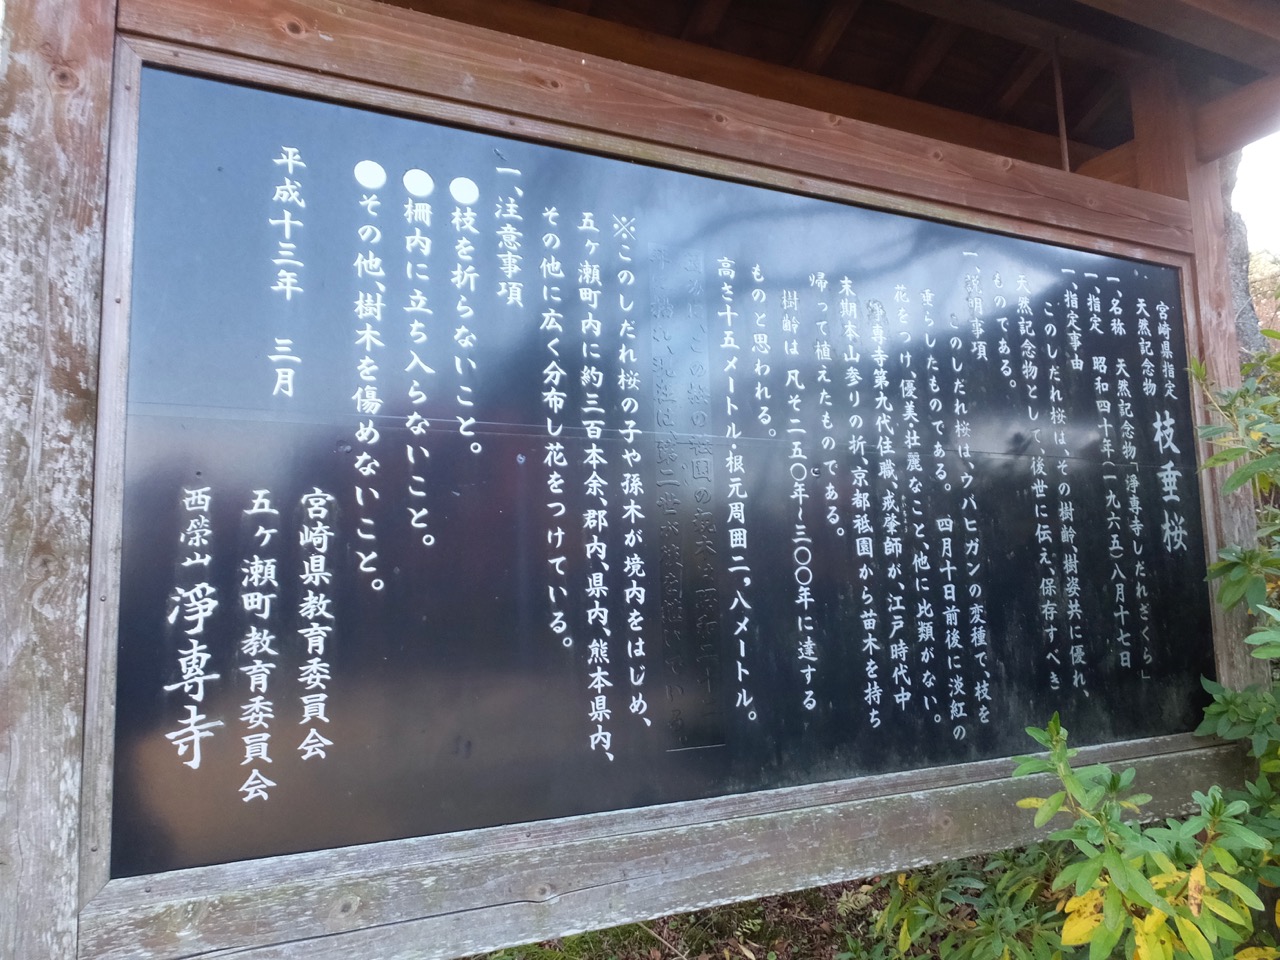 宮崎県指定
天然記念物 枝垂桜
一、名称 天然記念物「淨専寺しだれざくら」
一、指定 昭和四十年(一九六五)八月十七日
一、指定事由
このしだれ桜は、その樹齢、樹姿共に優れ、
天然記念物として、後世に伝え、保存すべき
ものである。
一、説明事項
このしだれ桜は、ウバヒガンの変種で、枝を
垂らしたものである。四月十日前後に淡紅の
花をつけ、優美・壮麗なこと、他に比類がない。
淨専寺第九代住職、戒肇師が、江戸時代中
末期本山参りの折、京都祗園から苗木を持ち
帰って植えたものである。
樹齢は凡そ二五〇年~三〇〇年に達する
ものと思われる。
高さ十五メートル・根元周囲二,八メートル。
※このしだれ桜の子や孫木が境内をはじめ、
五ヶ瀬町内に約三百本余、郡内、県内、熊本県内、
その他に広く分布し花をつけている。
一、注意事項
●枝を折らないこと。
●柵内に立ち入らないこと。
●その他、樹木を傷めないこと。
平成十三年 三月
宮崎県教育委員会
五ヶ瀬町教育委員会
西榮山 淨專寺